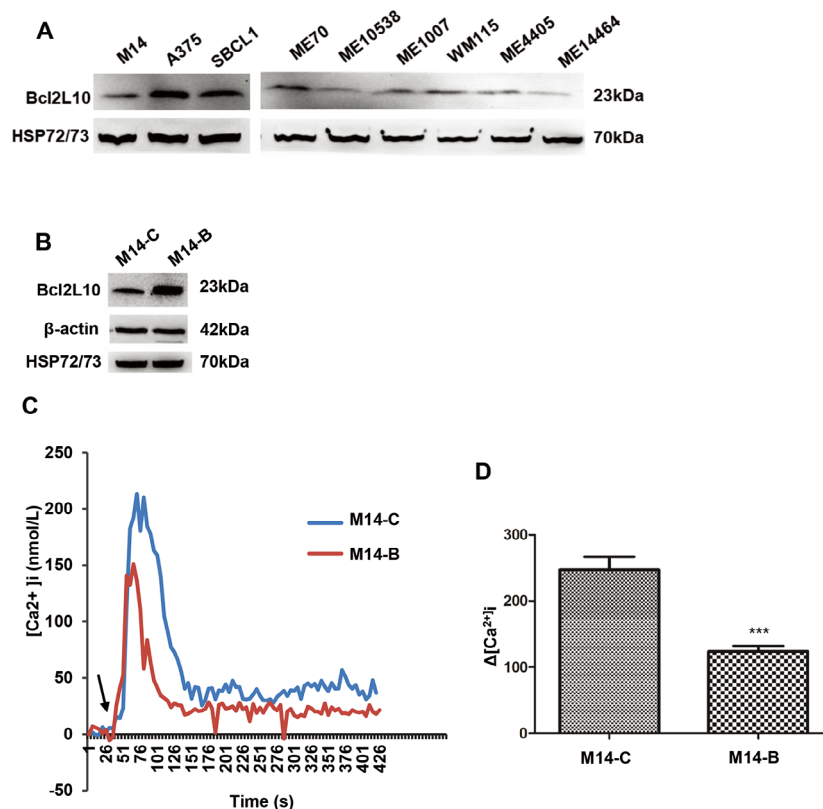 A
M14 A375 SBCL1 ME70 ME10538 ME1007 WM115 ME4405 ME14464
Bcl2L10 23kDa
HSP72/73 70kDa
B
M14-C M14-B
Bcl2L10 23kDa
β-actin 42kDa
HSP72/73 70kDa
C
[Ca2+ ]i (nmol/L)
250
200
150
100
50
0
-50
M14-C
M14-B
1 26 51 76 101 126 151 176 201 226 251 276 301 326 351 376 401 426
Time (s)
D
Δ[Ca²⁺]i
300
200
100
0
***
M14-C M14-B